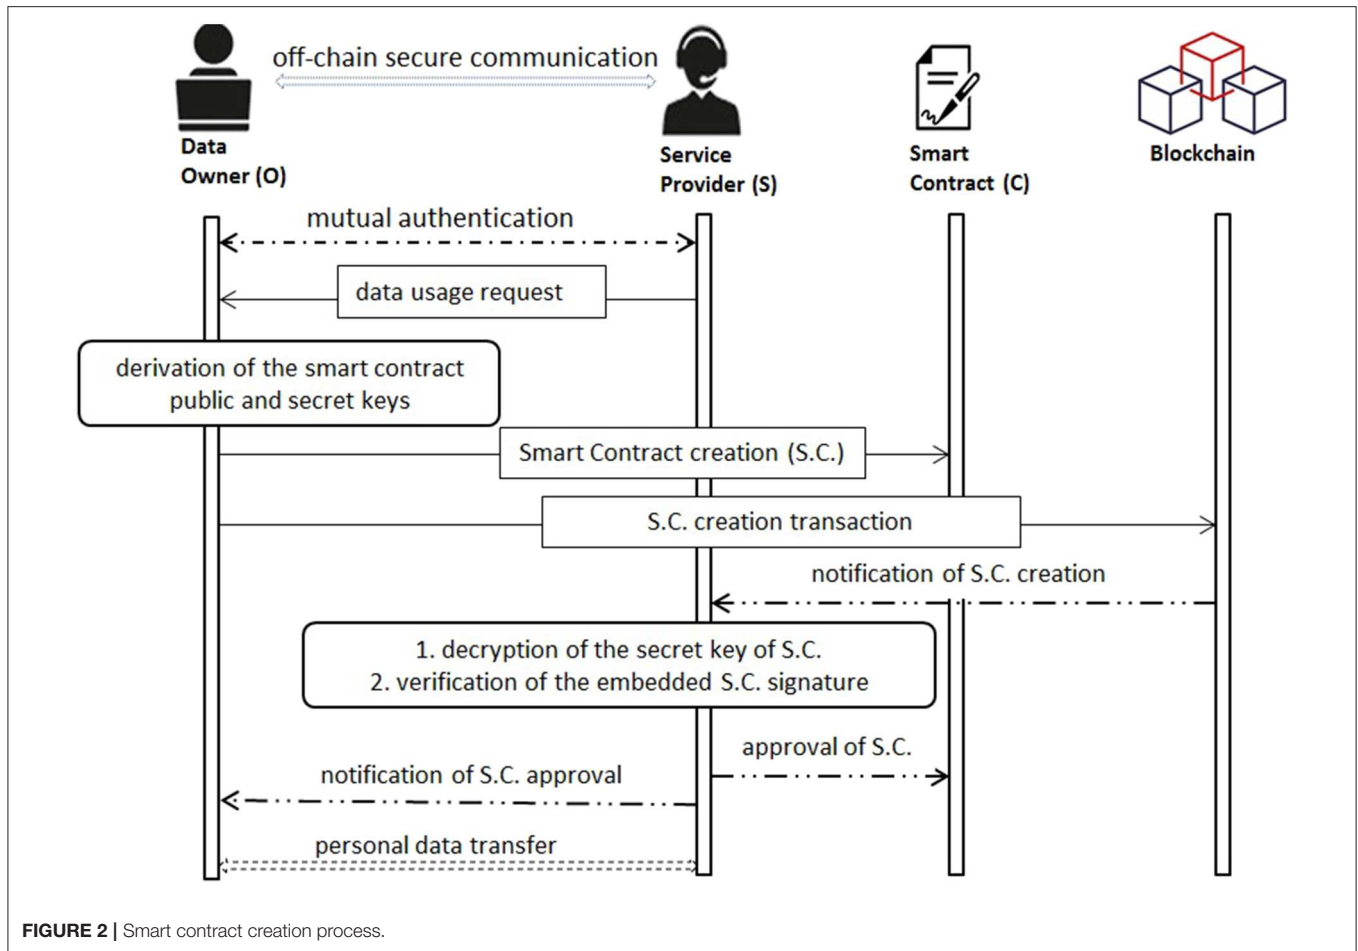 off-chain secure communication
Data
Owner (O)
Service
Provider (S)
Smart
Contract (C)
Blockchain
mutual authentication
data usage request
derivation of the smart contract
public and secret keys
Smart Contract creation (S.C.)
S.C. creation transaction
notification of S.C. creation
1. decryption of the secret key of S.C.
2. verification of the embedded S.C. signature
approval of S.C.
notification of S.C. approval
personal data transfer
FIGURE 2 | Smart contract creation process.